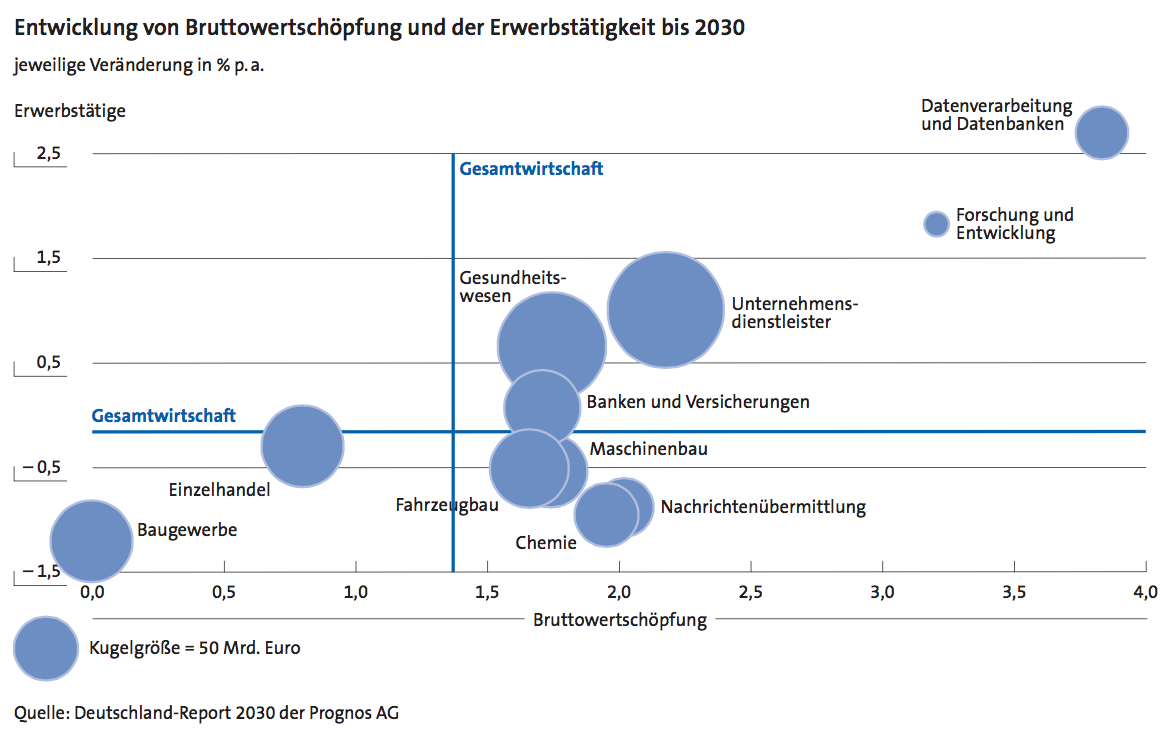 Entwicklung von Bruttowertschöpfung und der Erwerbstätigkeit bis 2030
jeweilige Veränderung in % p. a.
Erwerbstätige
Datenverarbeitung
und Datenbanken
2,5
Gesamtwirtschaft
Forschung und
Entwicklung
1,5
Gesundheits-
wesen
Unternehmens-
dienstleister
0,5
Banken und Versicherungen
Gesamtwirtschaft
Maschinenbau
– 0,5
Einzelhandel
Fahrzeugbau
Nachrichtenübermittlung
Baugewerbe
Chemie
– 1,5
0,0 0,5 1,0 1,5 2,0 2,5 3,0 3,5 4,0
Bruttowertschöpfung
Kugelgröße = 50 Mrd. Euro
Quelle: Deutschland-Report 2030 der Prognos AG